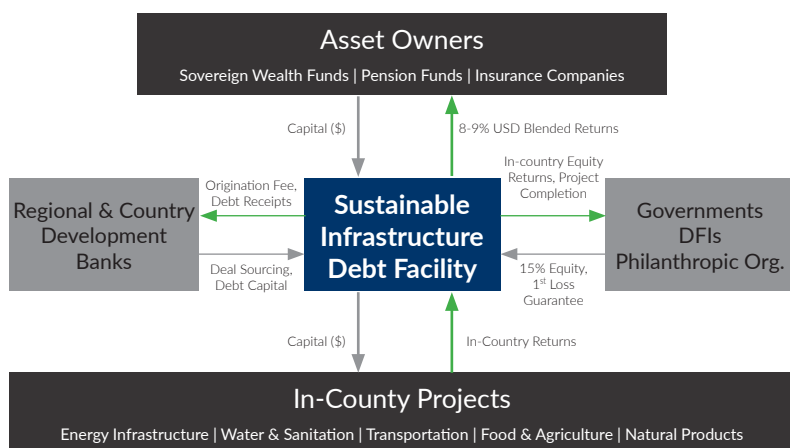 Asset Owners
Sovereign Wealth Funds | Pension Funds | Insurance Companies
Capital ($)
8-9% USD Blended Returns
Origination Fee,
Debt Receipts
In-country Equity
Returns, Project
Completion
Regional & Country
Development
Banks
Sustainable
Infrastructure
Debt Facility
Governments
DFIs
Philanthropic Org.
Deal Sourcing,
Debt Capital
15% Equity,
1st Loss
Guarantee
Capital ($)
In-Country Returns
In-County Projects
Energy Infrastructure | Water & Sanitation | Transportation | Food & Agriculture | Natural Products